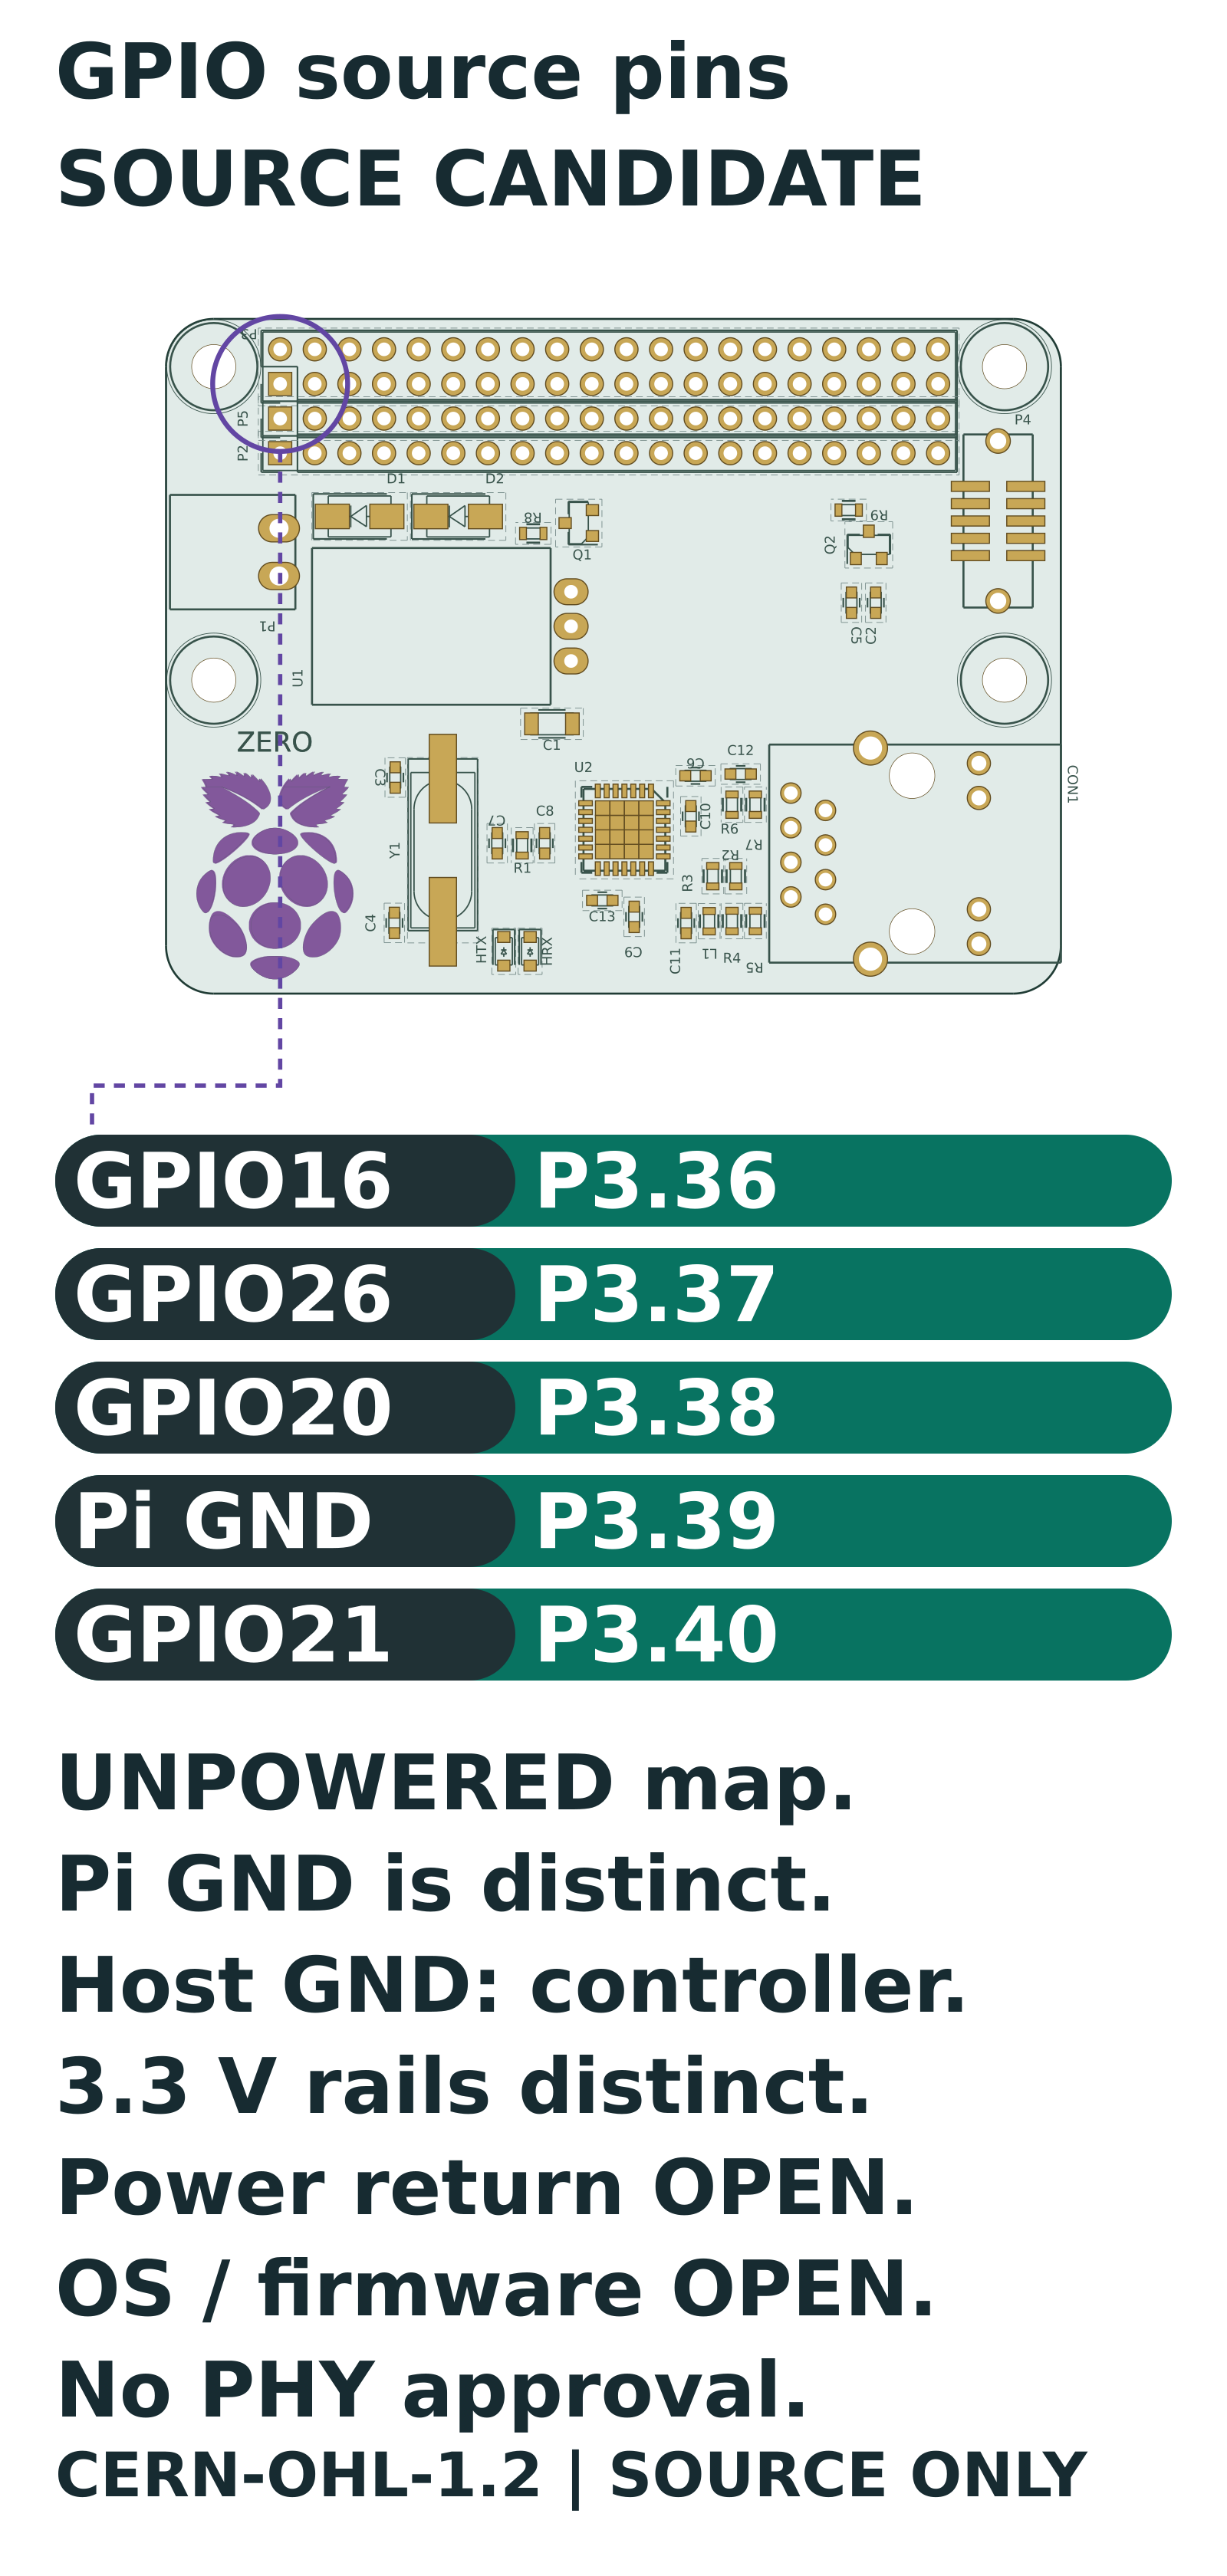 GPIO source pins
SOURCE CANDIDATE
P3
P5
P2
P4
D1 D2
R8
Q1
R9
Q2
C5 C2
P1
U1
ZERO
C1
C3
U2
C6
C12
CON1
C10
R6
R7
Y1
C7
C8
R1
R3
R2
C4
C13
C9
HTX
HRX
C11
L1
R4
R5
GPIO16 P3.36
GPIO26 P3.37
GPIO20 P3.38
Pi GND P3.39
GPIO21 P3.40
UNPOWERED map.
Pi GND is distinct.
Host GND: controller.
3.3 V rails distinct.
Power return OPEN.
OS / firmware OPEN.
No PHY approval.
CERN-OHL-1.2 | SOURCE ONLY